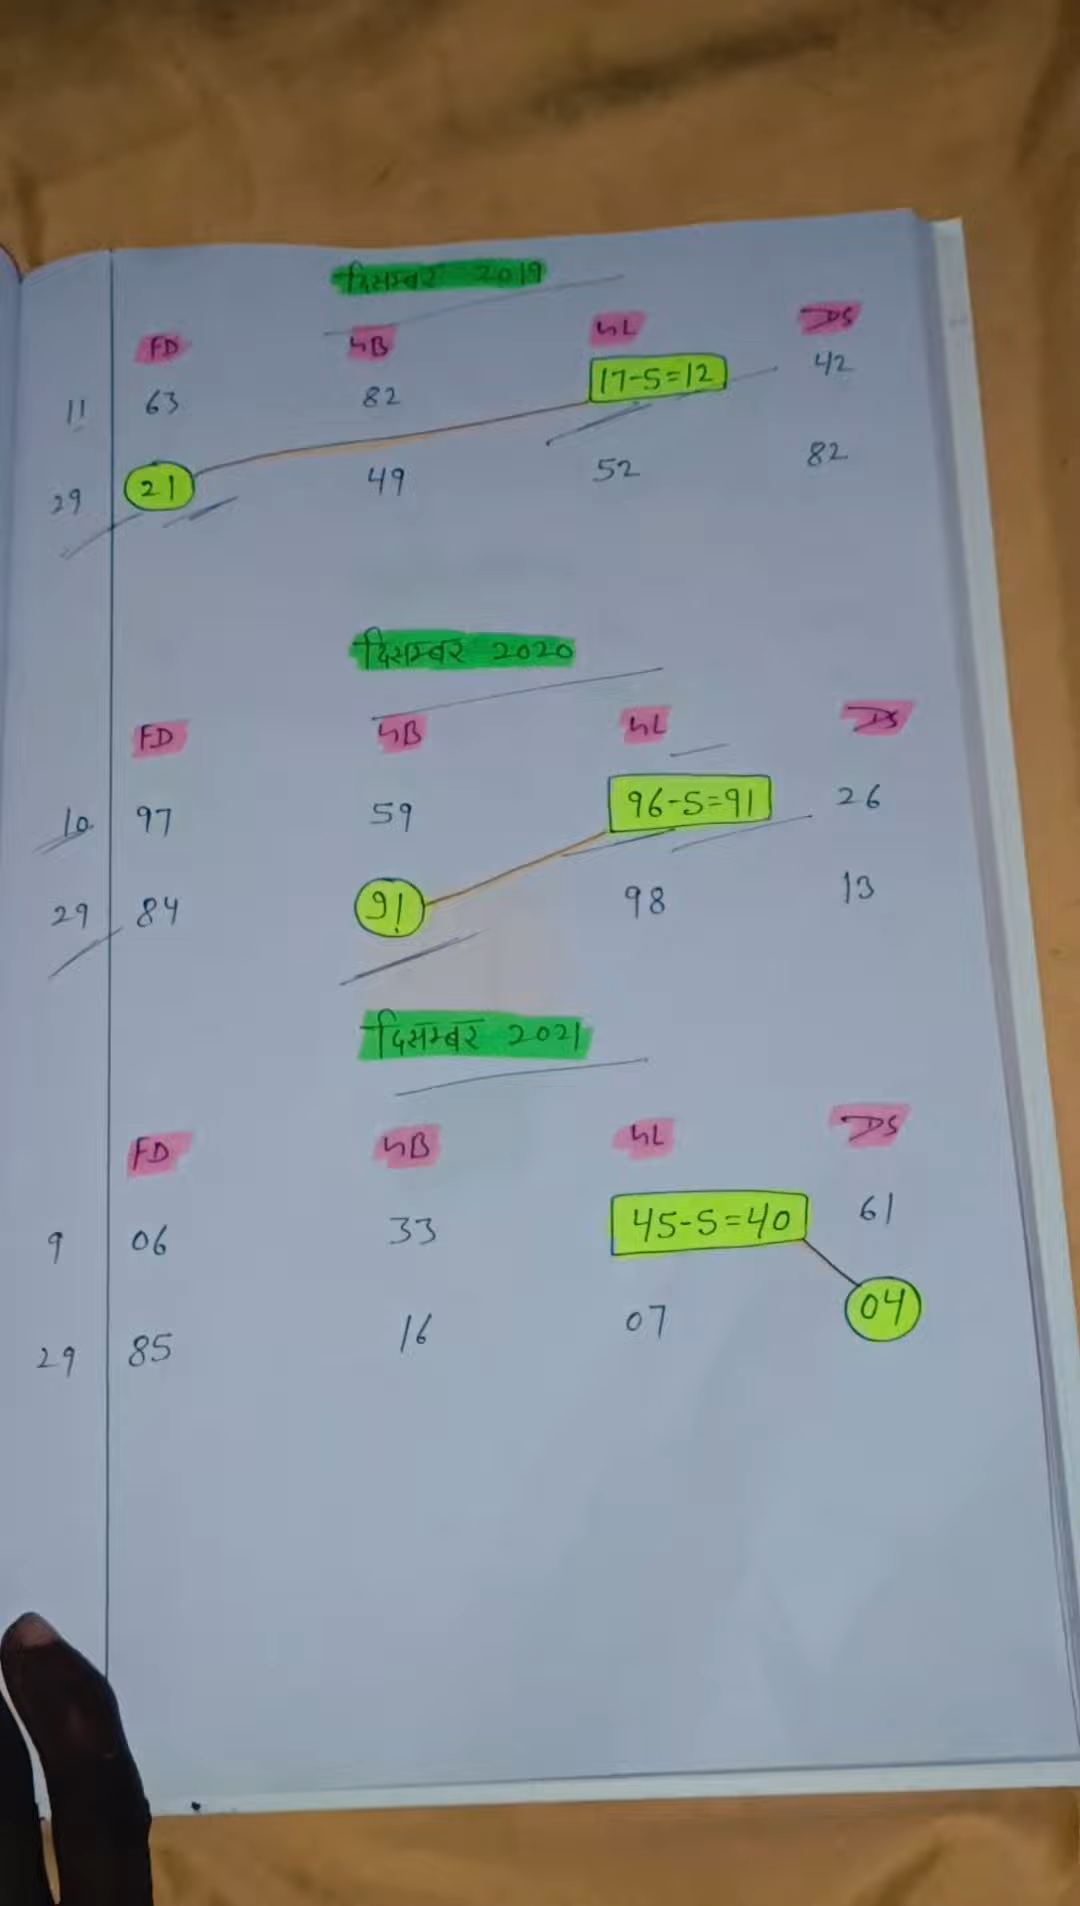 दिसम्बर 2019
FD GB GL DS
11 63 82 17-5=12 42
29 21 49 52 82
दिसम्बर 2020
FD GB GL DS
10 97 59 96-5=91 26
29 84 91 98 13
दिसम्बर 2021
FD GB GL DS
9 06 33 45-5=40 61
29 85 16 07 04